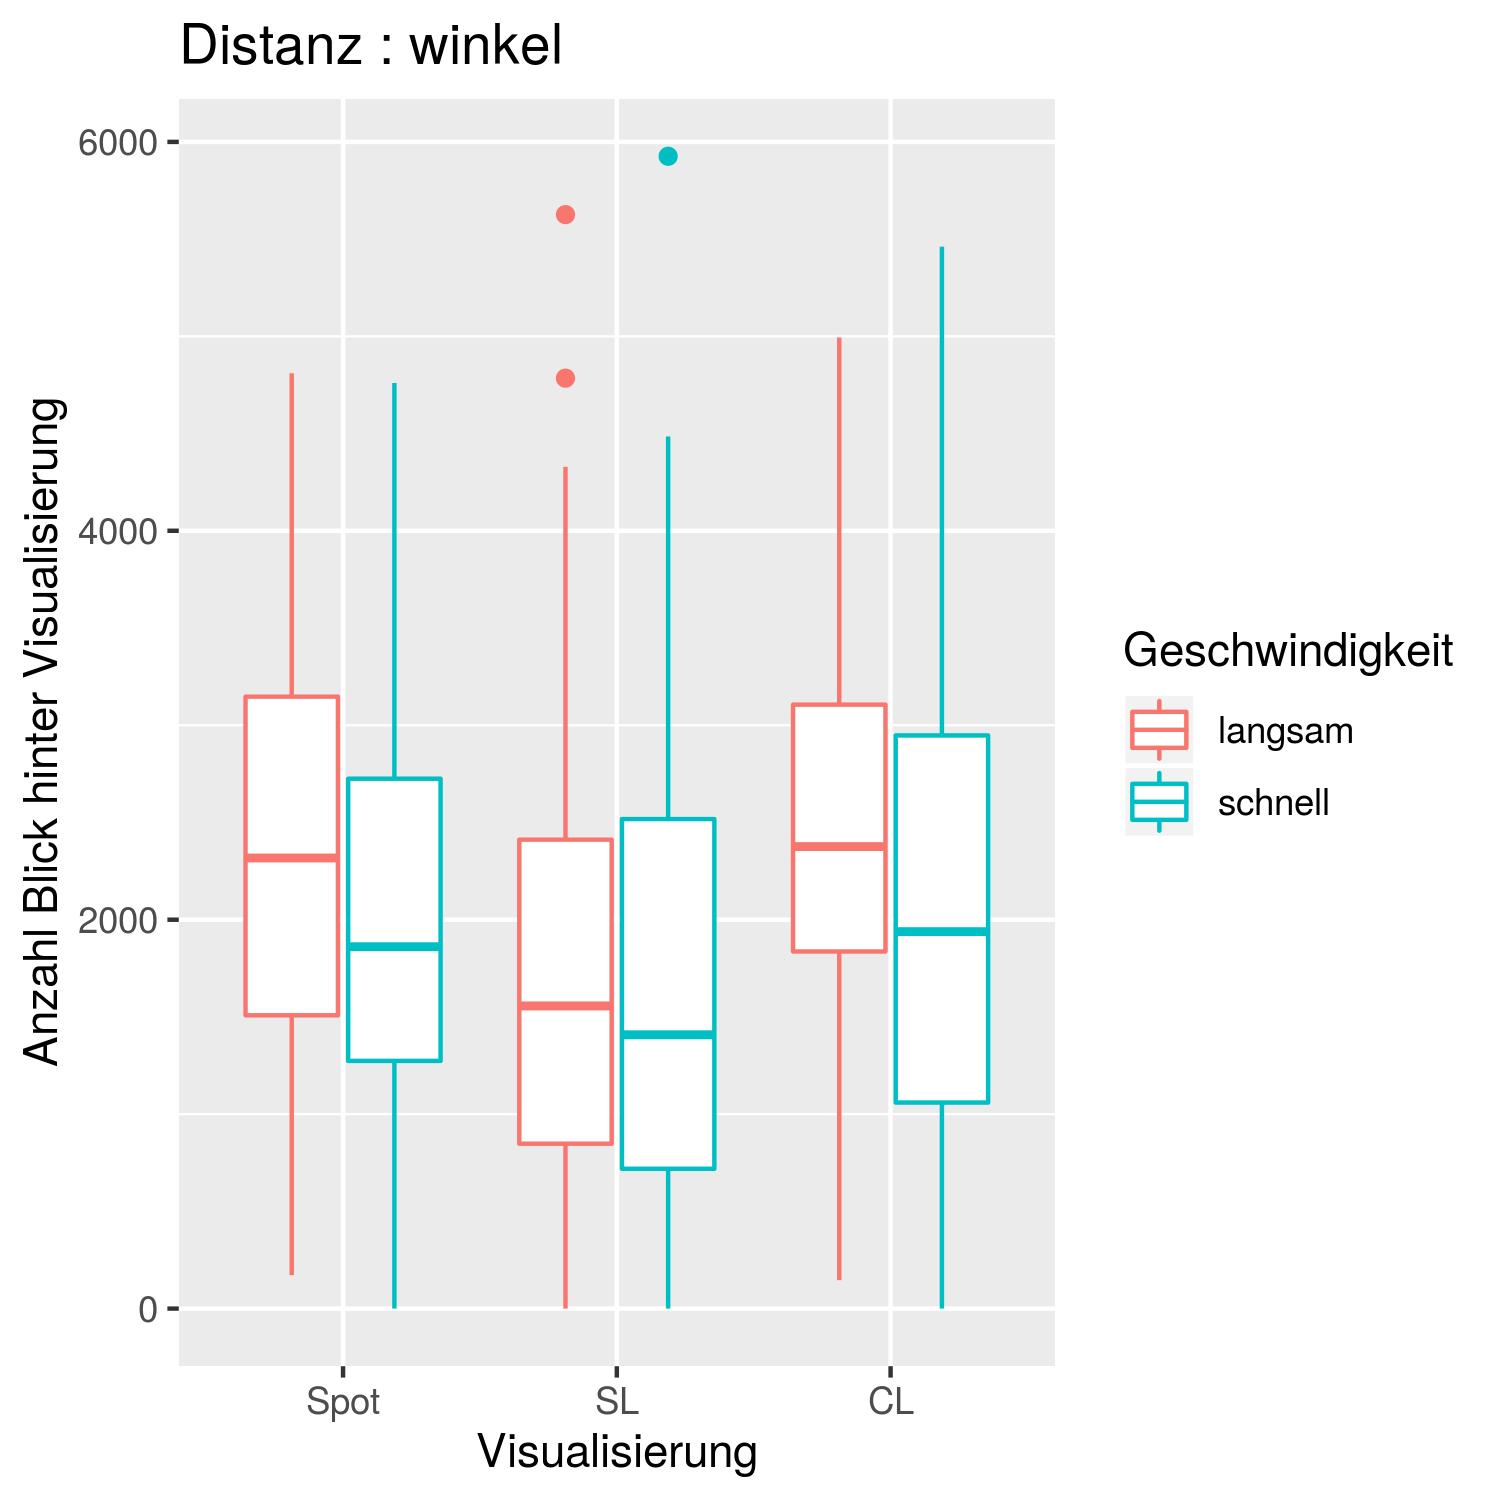 Distanz : winkel
6000
4000
2000
0
Anzahl Blick hinter Visualisierung
Spot
SL
CL
Visualisierung
Geschwindigkeit
langsam
schnell